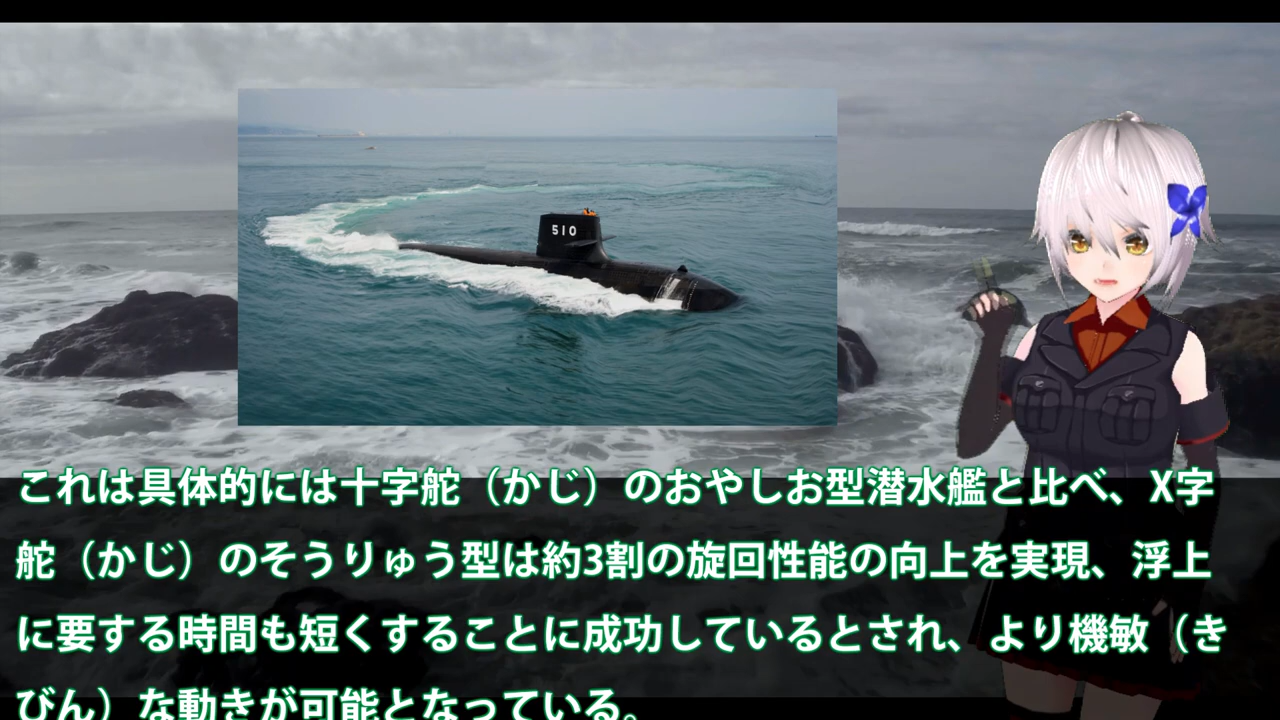 510
これは具体的には十字舵（かじ）のおやしお型潜水艦と比べ、X字
舵（かじ）のそうりゅう型は約3割の旋回性能の向上を実現、浮上
に要する時間も短くすることに成功しているとされ、より機敏（き
びん）な動きが可能となっている。